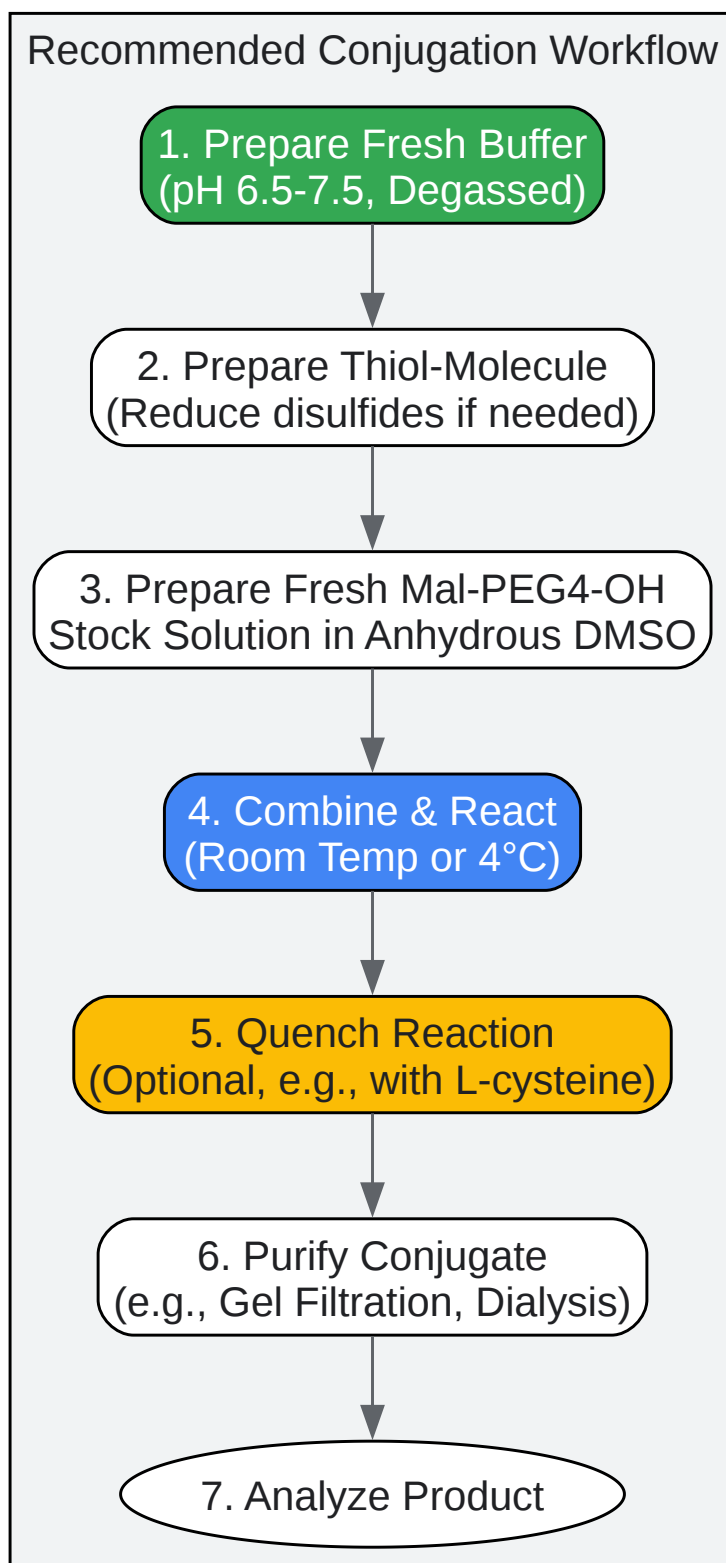 Recommended Conjugation Workflow
1. Prepare Fresh Buffer
(pH 6.5-7.5, Degassed)
2. Prepare Thiol-Molecule
(Reduce disulfides if needed)
3. Prepare Fresh Mal-PEG4-OH
Stock Solution in Anhydrous DMSO
4. Combine & React
(Room Temp or 4°C)
5. Quench Reaction
(Optional, e.g., with L-cysteine)
6. Purify Conjugate
(e.g., Gel Filtration, Dialysis)
7. Analyze Product